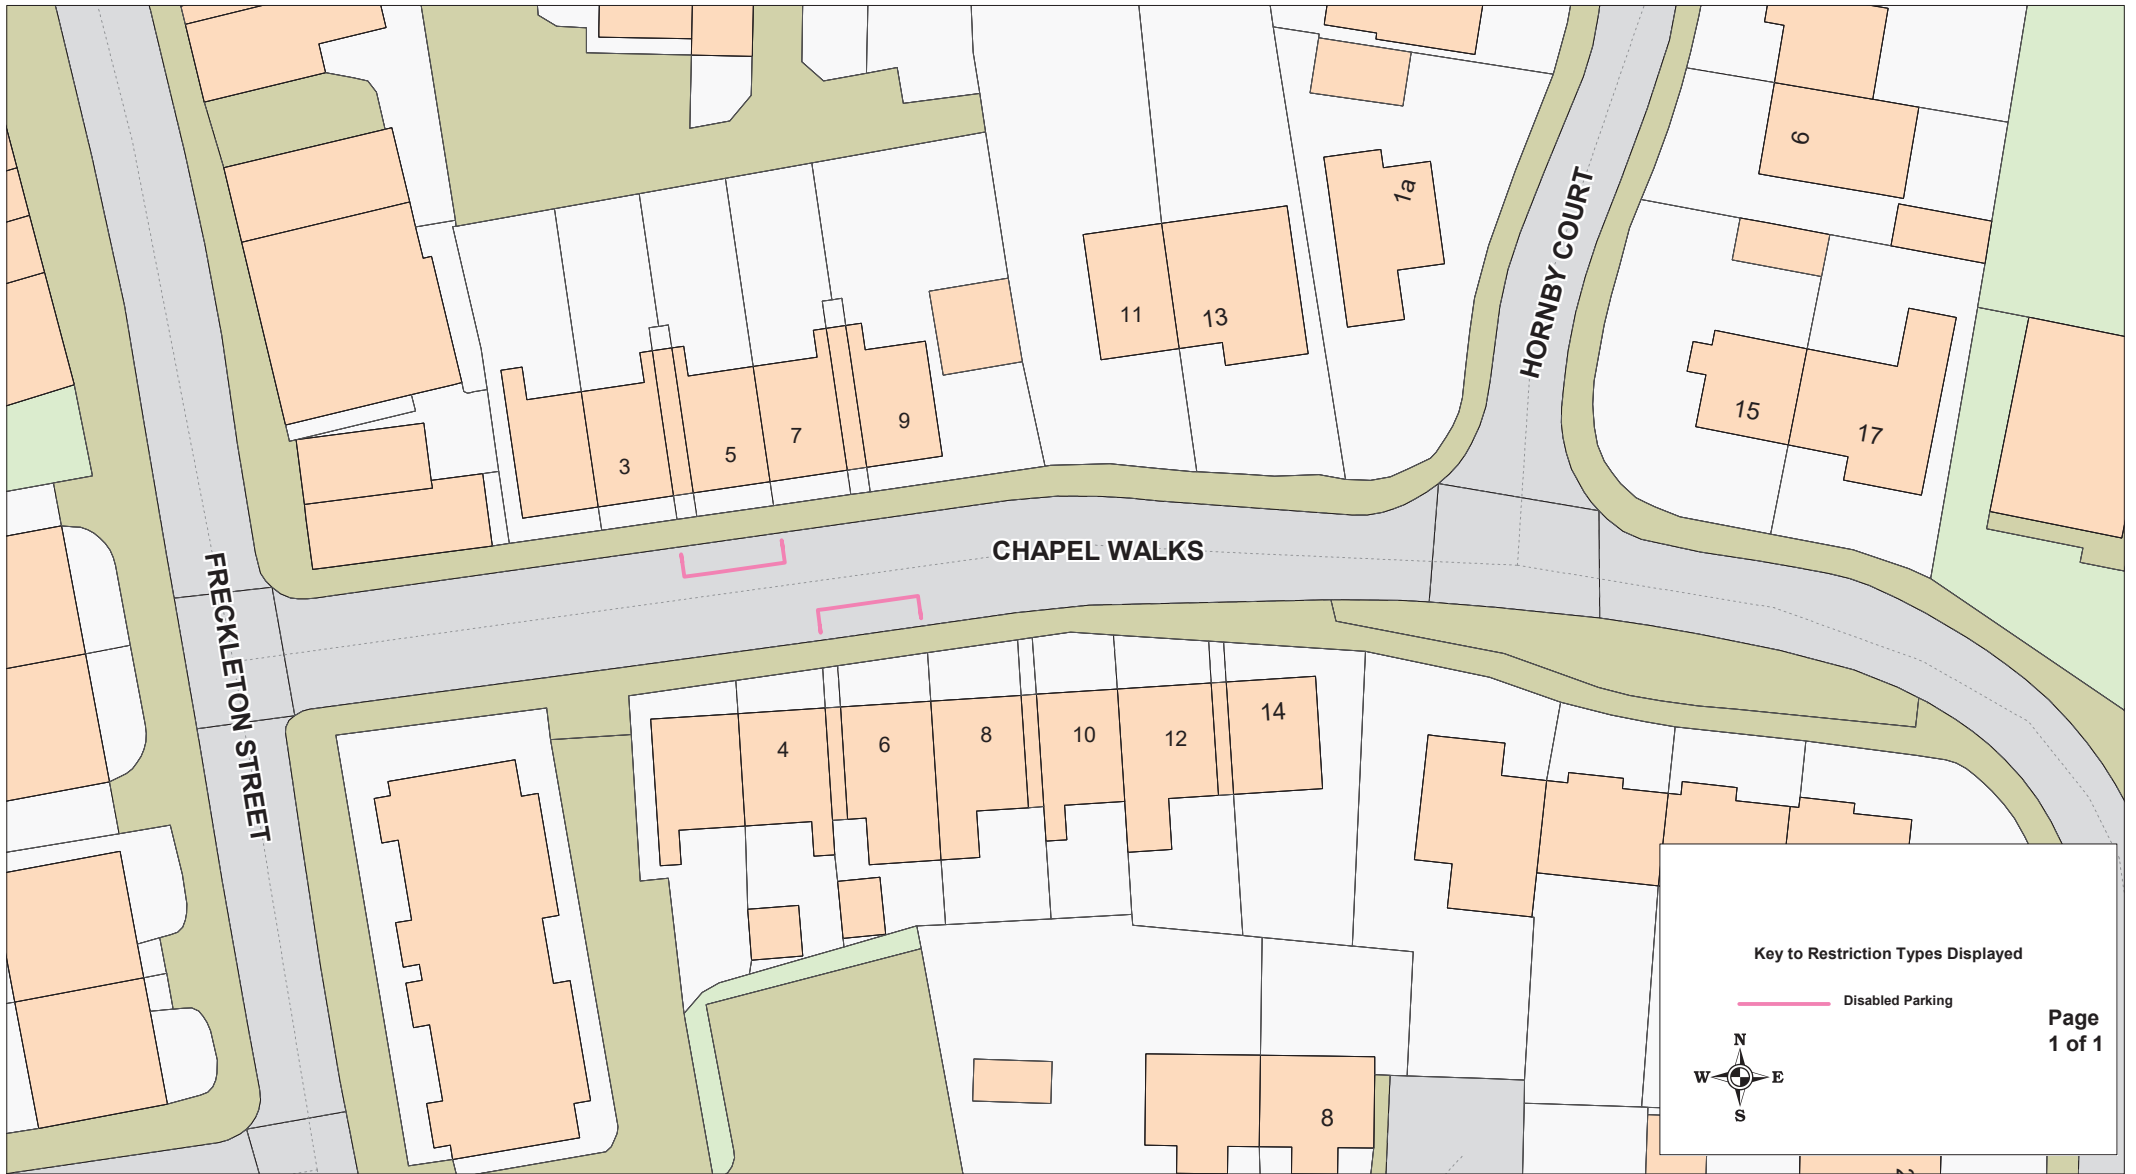 6
1a
HORNBY COURT
11
13
15
17
9
7
5
3
CHAPEL WALKS
FRECKLETON STREET
4
6
8
10
12
14
8
Key to Restriction Types Displayed
Disabled Parking
Page
1 of 1
N
W E
S